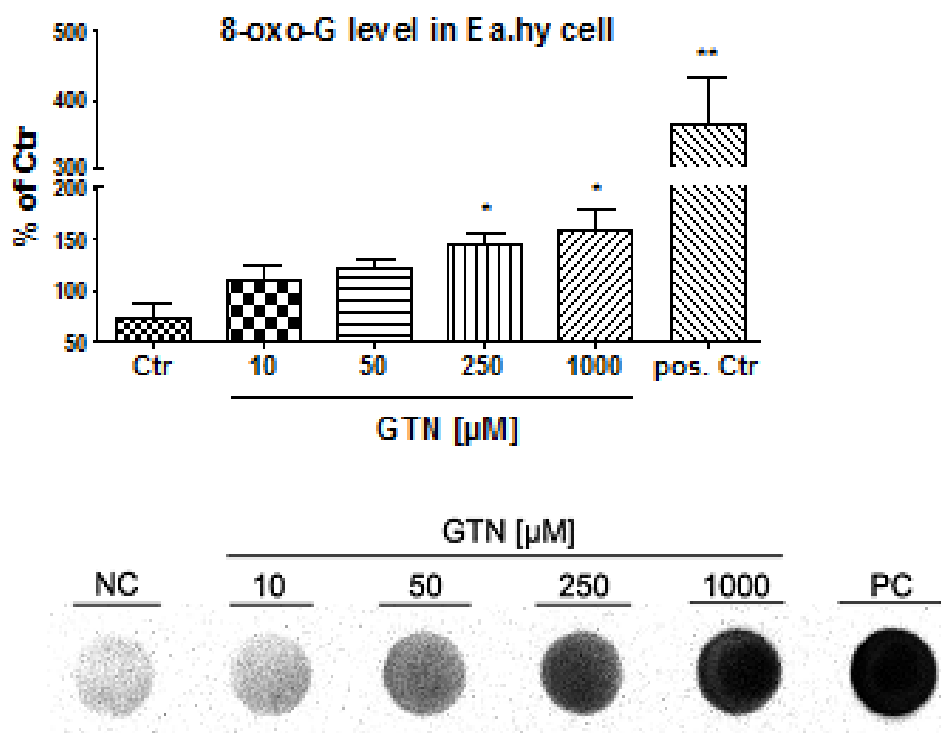 8-oxo-G level in Ea.hy cell
% of Ctr
500
400
300
200
150
100
50
*
*
**
Ctr 10 50 250 1000 pos. Ctr
GTN [µM]
GTN [µM]
NC 10 50 250 1000 PC